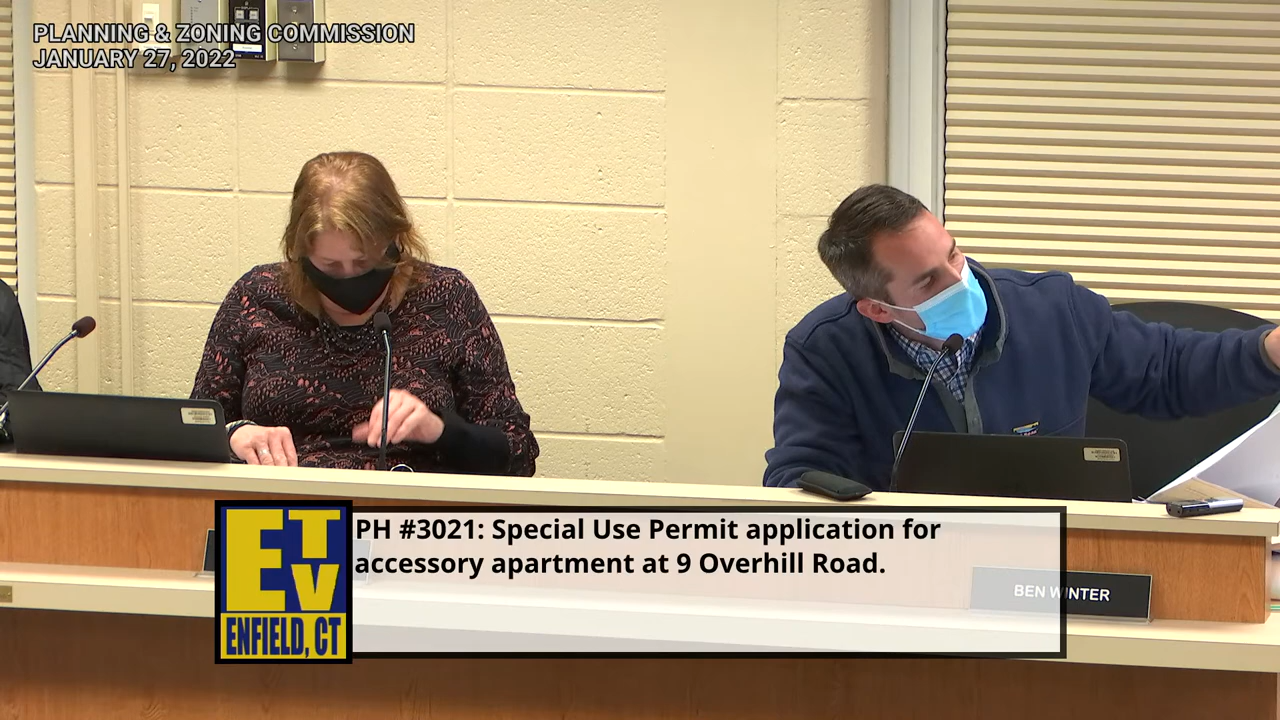 PLANNING & ZONING COMMISSION
JANUARY 27, 2022
PH #3021: Special Use Permit application for
accessory apartment at 9 Overhill Road.
ETV
ENFIELD, CT
BEN WINTER